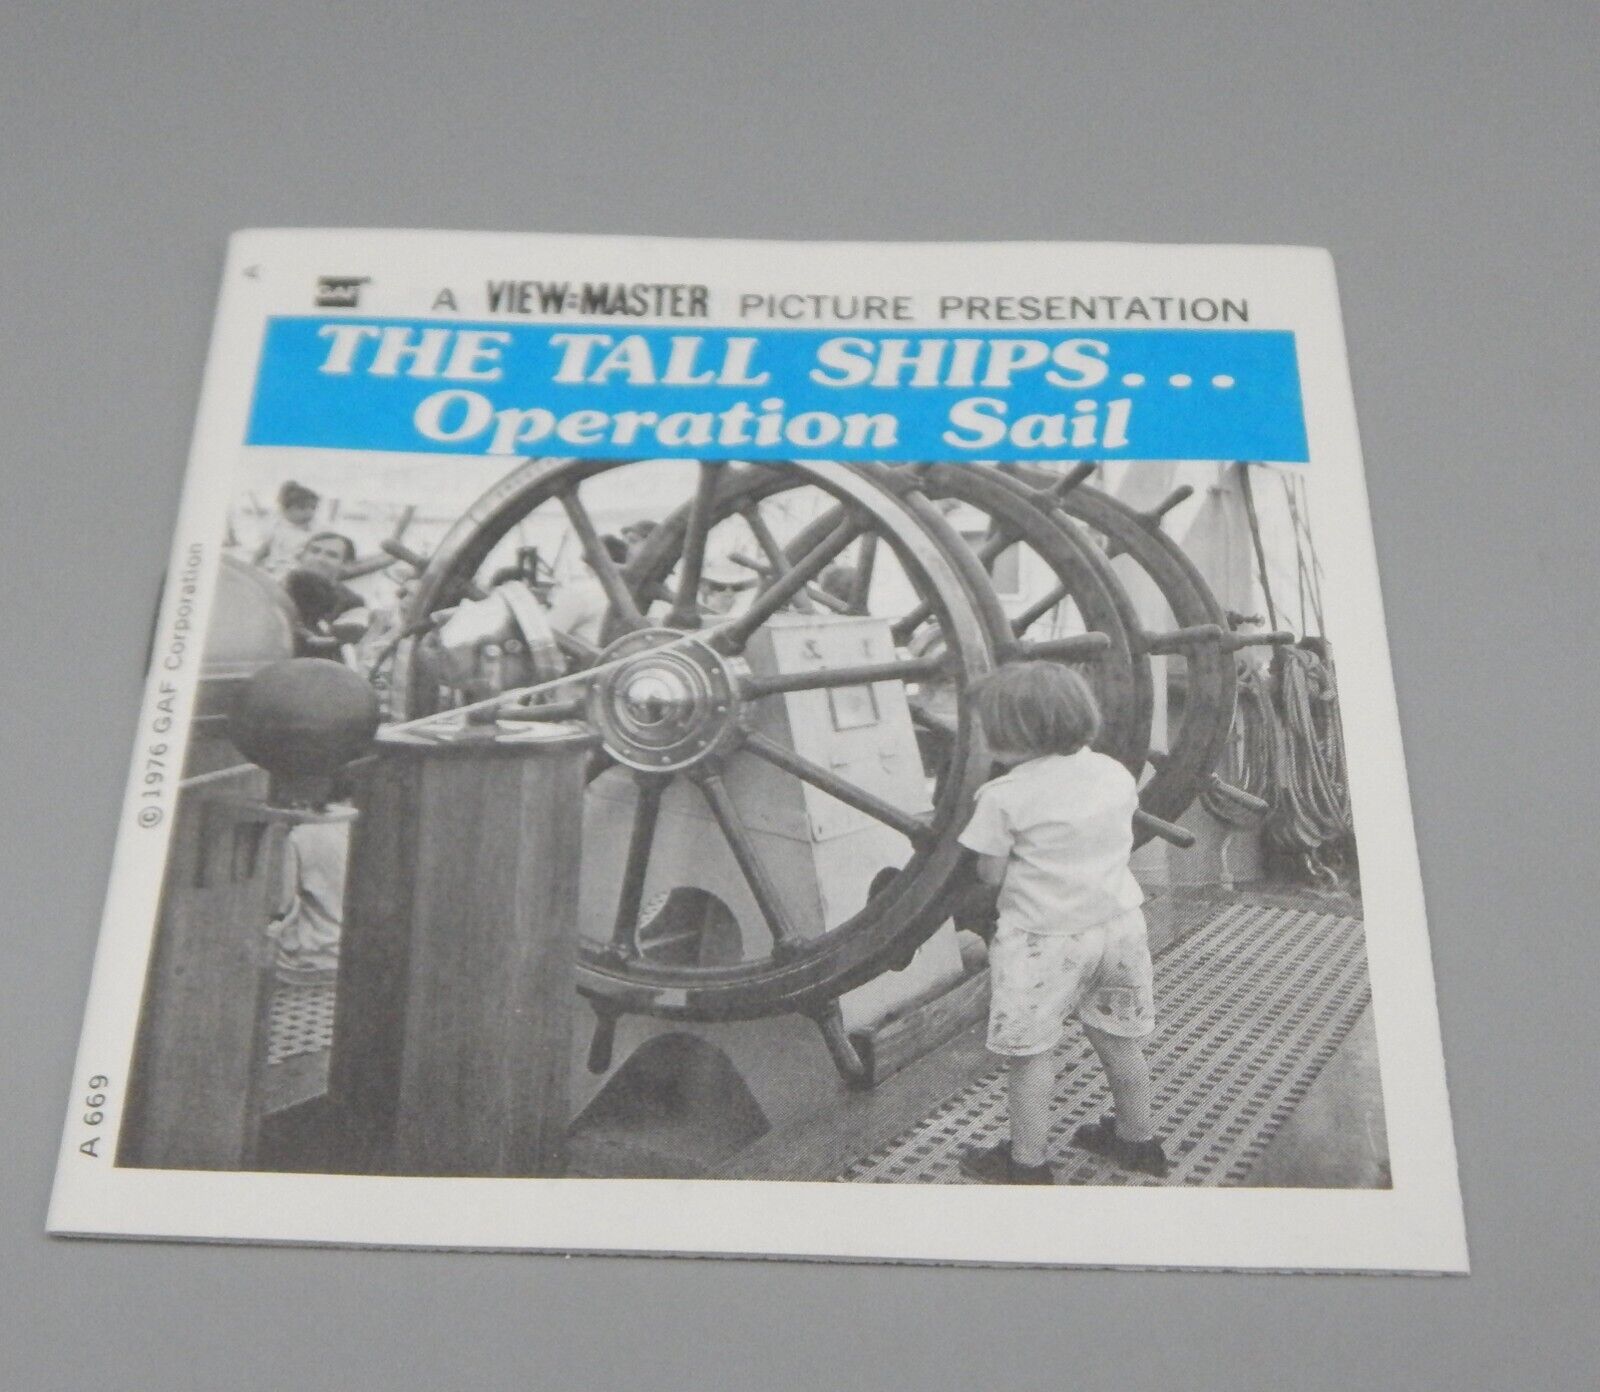 GAF
A VIEW-MASTER PICTURE PRESENTATION
THE TALL SHIPS...
Operation Sail
© 1976 GAF Corporation
A 669